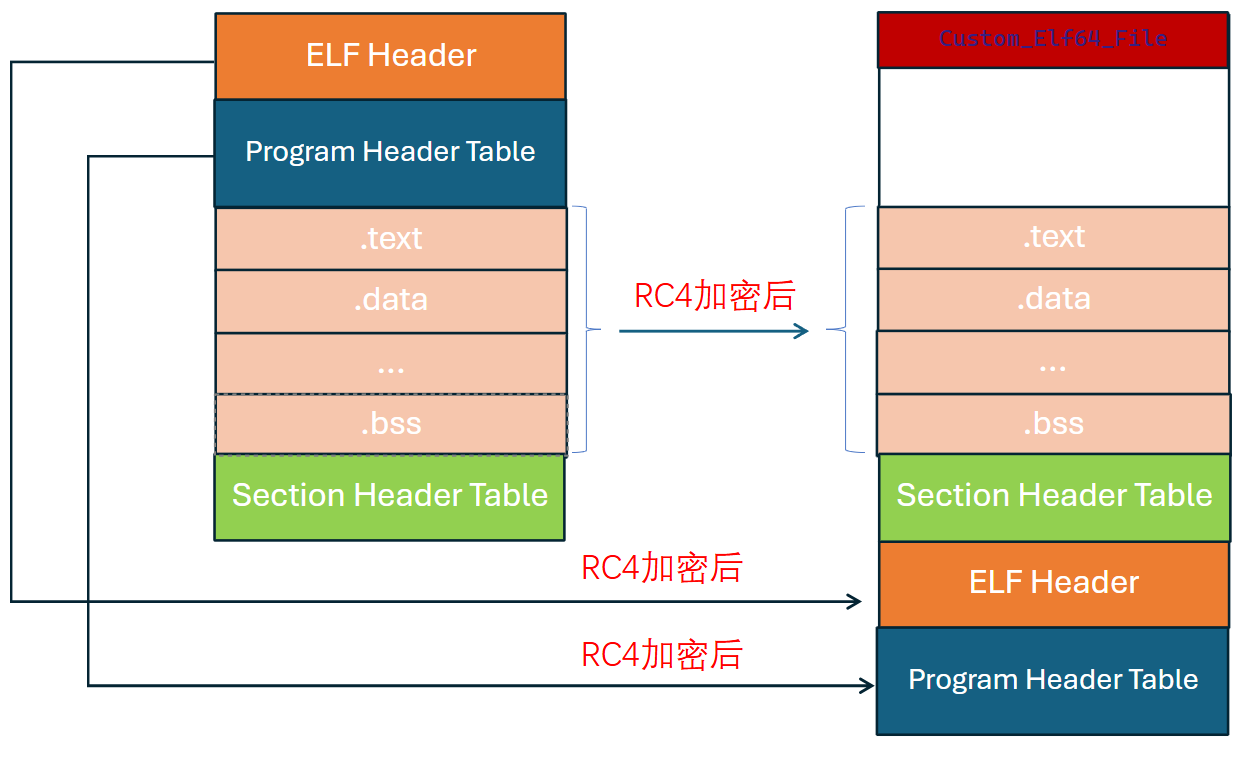 ELF Header
Program Header Table
.text
.data
...
.bss
Section Header Table
RC4加密后
RC4加密后
RC4加密后
Custom_Elf64_File
.text
.data
...
.bss
Section Header Table
ELF Header
Program Header Table